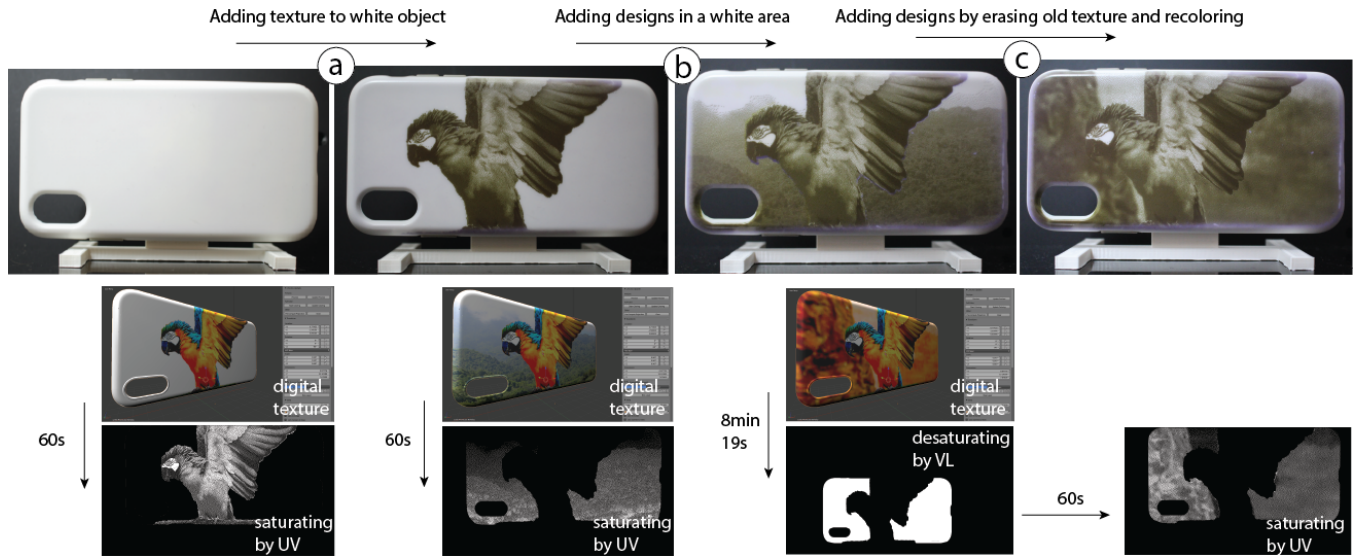 Adding texture to white object
Adding designs in a white area
Adding designs by erasing old texture and recoloring
a
b
c
digital
texture
digital
texture
digital
texture
60s
60s
8min
19s
desaturating
by VL
60s
saturating
by UV
saturating
by UV
saturating
by UV